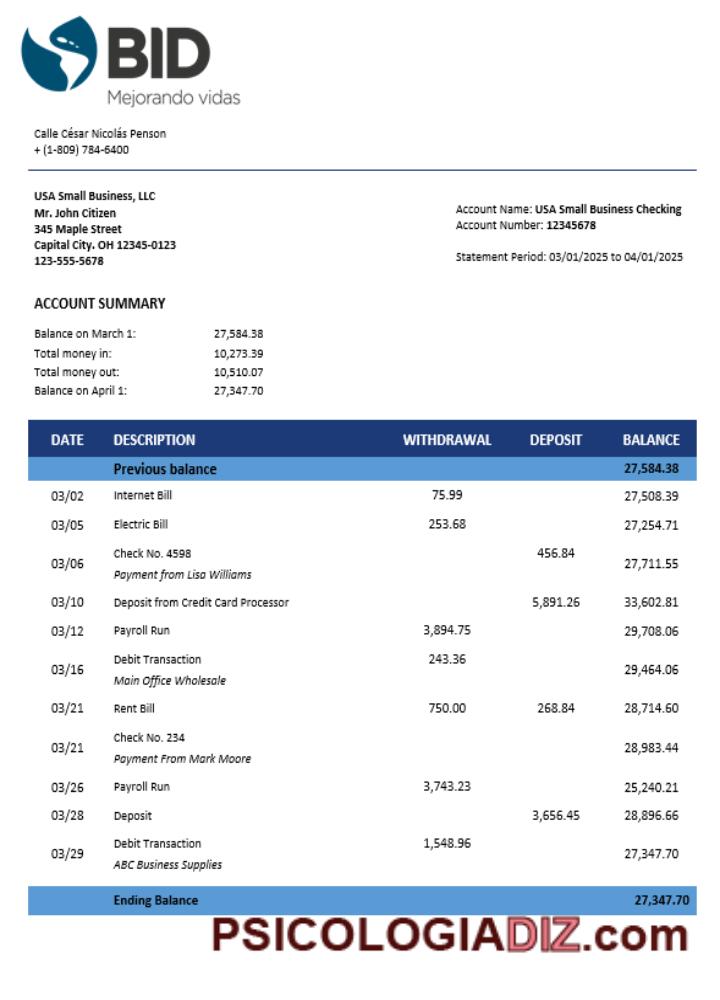 BID
Mejorando vidas
Calle César Nicolás Penson
+ (1-809) 784-6400
USA Small Business, LLC
Mr. John Citizen
345 Maple Street
Capital City. OH 12345-0123
123-555-5678
Account Name: USA Small Business Checking
Account Number: 12345678
Statement Period: 03/01/2025 to 04/01/2025
ACCOUNT SUMMARY
Balance on March 1: 27,584.38
Total money in: 10,273.39
Total money out: 10,510.07
Balance on April 1: 27,347.70
DATE DESCRIPTION WITHDRAWAL DEPOSIT BALANCE
Previous balance 27,584.38
03/02 Internet Bill 75.99 27,508.39
03/05 Electric Bill 253.68 27,254.71
03/06 Check No. 4598 456.84 27,711.55
Payment from Lisa Williams
03/10 Deposit from Credit Card Processor 5,891.26 33,602.81
03/12 Payroll Run 3,894.75 29,708.06
03/16 Debit Transaction 243.36 29,464.06
Main Office Wholesale
03/21 Rent Bill 750.00 268.84 28,714.60
03/21 Check No. 234 28,983.44
Payment From Mark Moore
03/26 Payroll Run 3,743.23 25,240.21
03/28 Deposit 3,656.45 28,896.66
03/29 Debit Transaction 1,548.96 27,347.70
ABC Business Supplies
Ending Balance 27,347.70
PSICOLOGIADIZ.com